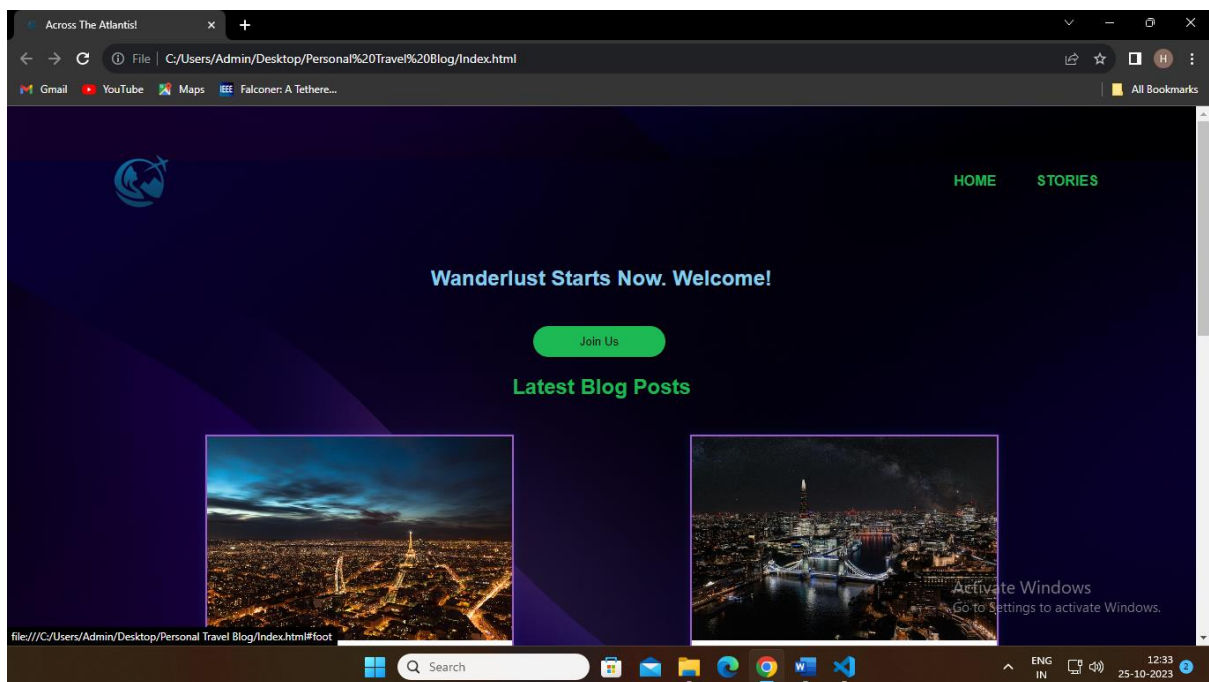 Across The Atlantis!
File C:/Users/Admin/Desktop/Personal%20Travel%20Blog/Index.html
H
Gmail YouTube Maps IEEE Falconer: A Tethere... All Bookmarks
HOME STORIES
Wanderlust Starts Now. Welcome!
Join Us
Latest Blog Posts
Activate Windows
Go to Settings to activate Windows.
file:///C:/Users/Admin/Desktop/Personal Travel Blog/Index.html#foot
Search
ENG
IN
12:33
25-10-2023
2